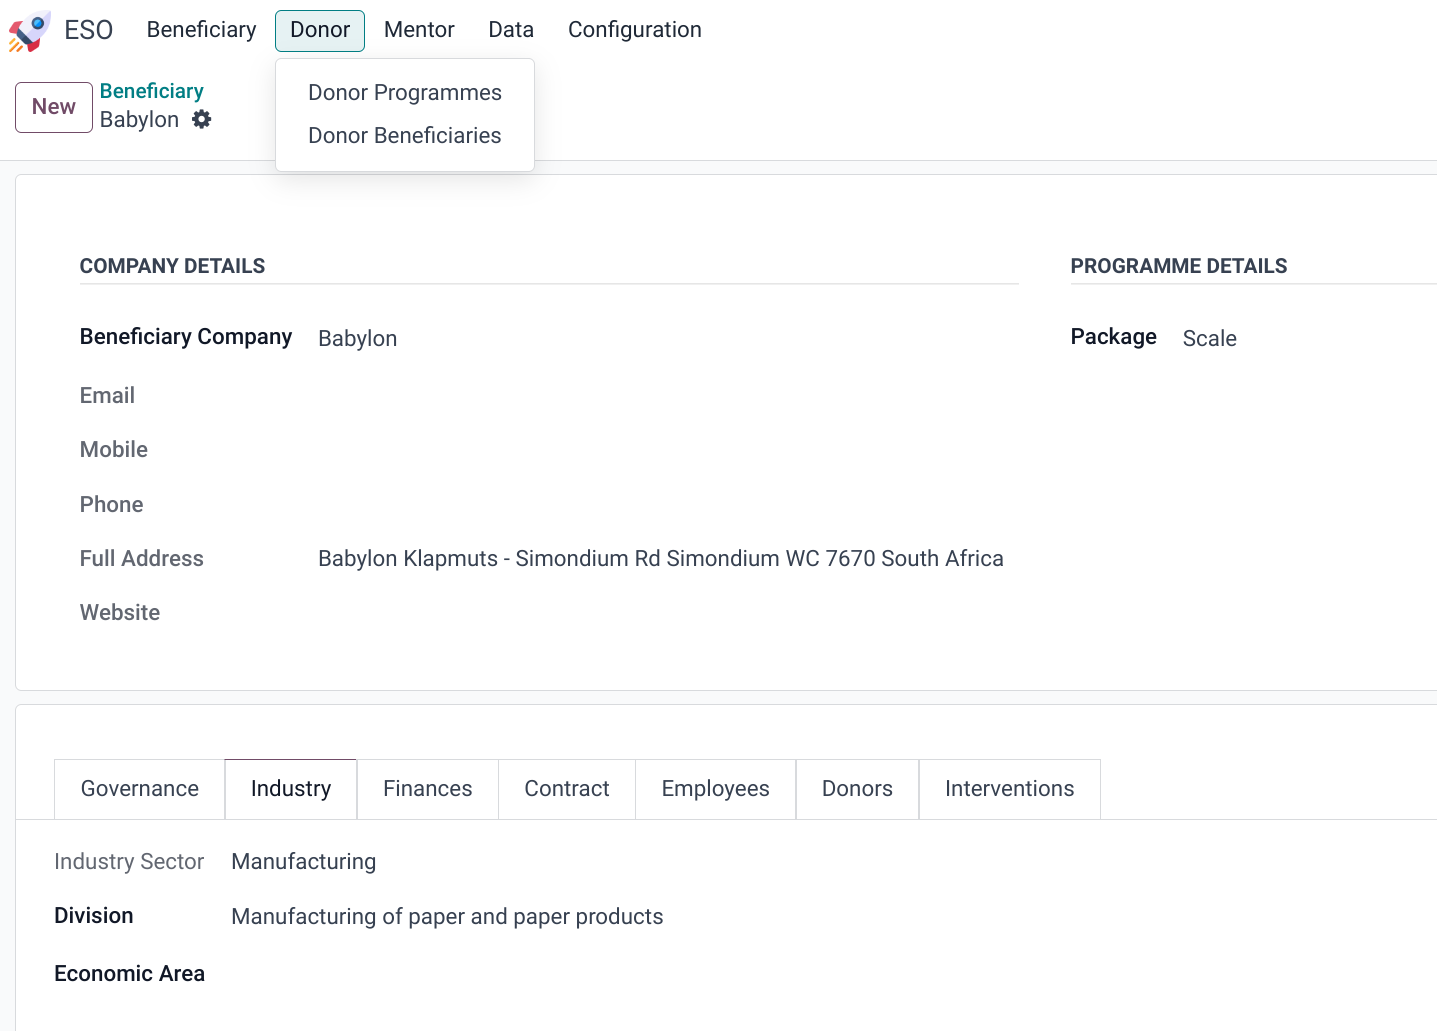 ESO Beneficiary Donor Mentor Data Configuration
Donor Programmes
Donor Beneficiaries
New
Beneficiary
Babylon
COMPANY DETAILS
Beneficiary Company Babylon
Email
Mobile
Phone
Full Address Babylon Klapmuts - Simondium Rd Simondium WC 7670 South Africa
Website
PROGRAMME DETAILS
Package Scale
Governance Industry Finances Contract Employees Donors Interventions
Industry Sector Manufacturing
Division Manufacturing of paper and paper products
Economic Area